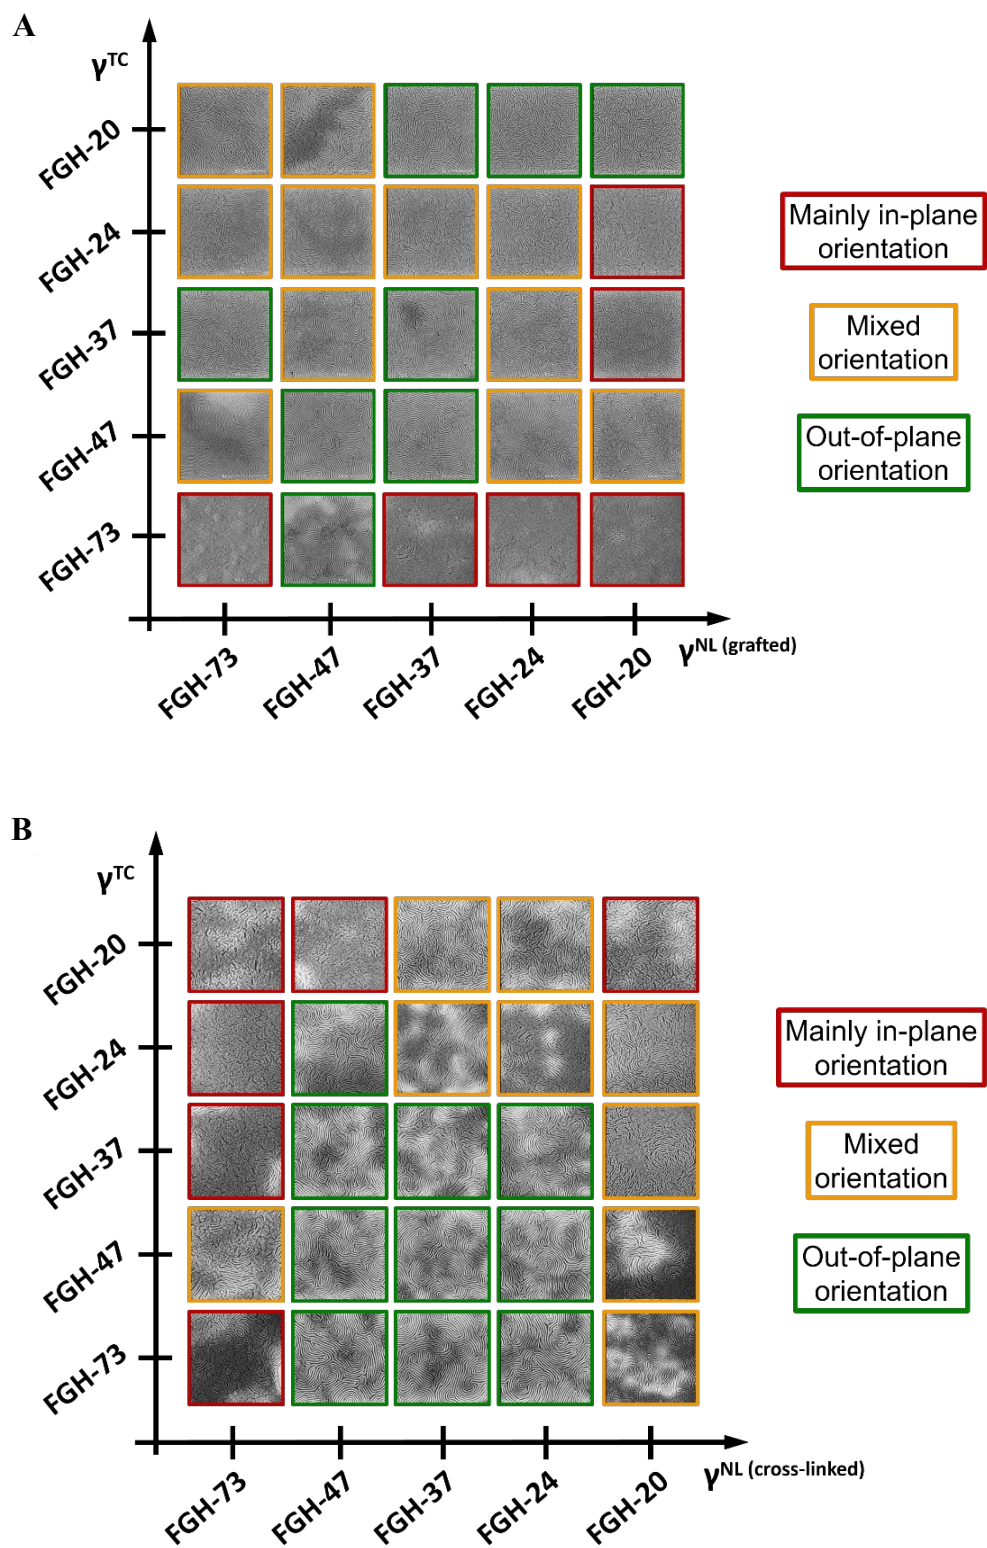 A
γTC
FGH-20
FGH-24
FGH-37
FGH-47
FGH-73
FGH-73
FGH-47
FGH-37
FGH-24
FGH-20
γNL (grafted)
Mainly in-plane
orientation
Mixed
orientation
Out-of-plane
orientation
B
γTC
FGH-20
FGH-24
FGH-37
FGH-47
FGH-73
FGH-73
FGH-47
FGH-37
FGH-24
FGH-20
γNL (cross-linked)
Mainly in-plane
orientation
Mixed
orientation
Out-of-plane
orientation